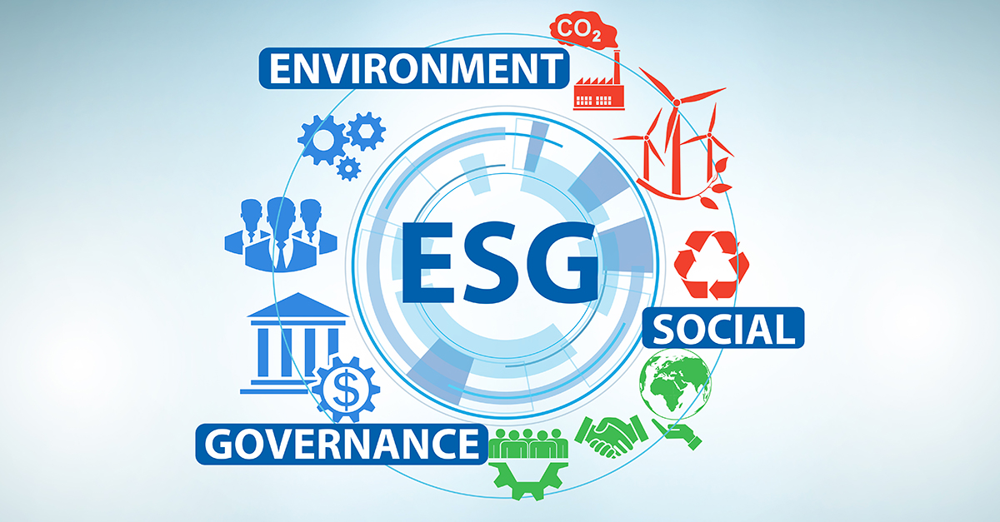 CO₂
ENVIRONMENT
ESG
SOCIAL
$
GOVERNANCE